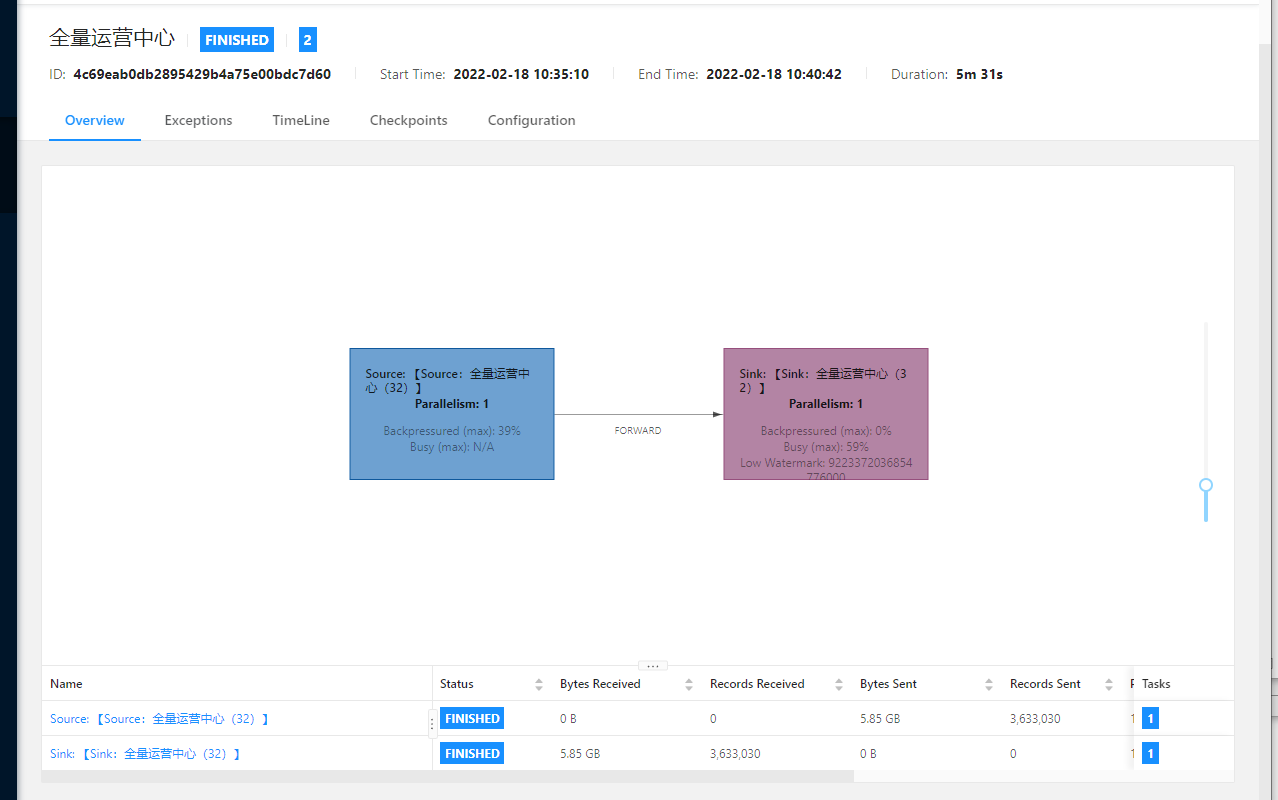 全量运营中心 FINISHED 2
ID: 4c69eab0db2895429b4a75e00bdc7d60 Start Time: 2022-02-18 10:35:10 End Time: 2022-02-18 10:40:42 Duration: 5m 31s
Overview Exceptions TimeLine Checkpoints Configuration
Source: 【Source：全量运营中
心（32）】
Parallelism: 1
Backpressured (max): 39%
Busy (max): N/A
FORWARD
Sink: 【Sink：全量运营中心（3
2）】
Parallelism: 1
Backpressured (max): 0%
Busy (max): 59%
Low Watermark: 9223372036854
776000
Name Status Bytes Received Records Received Bytes Sent Records Sent Tasks
Source: 【Source：全量运营中心（32）】 FINISHED 0 B 0 5.85 GB 3,633,030 1 1
Sink: 【Sink：全量运营中心（32）】 FINISHED 5.85 GB 3,633,030 0 B 0 1 1